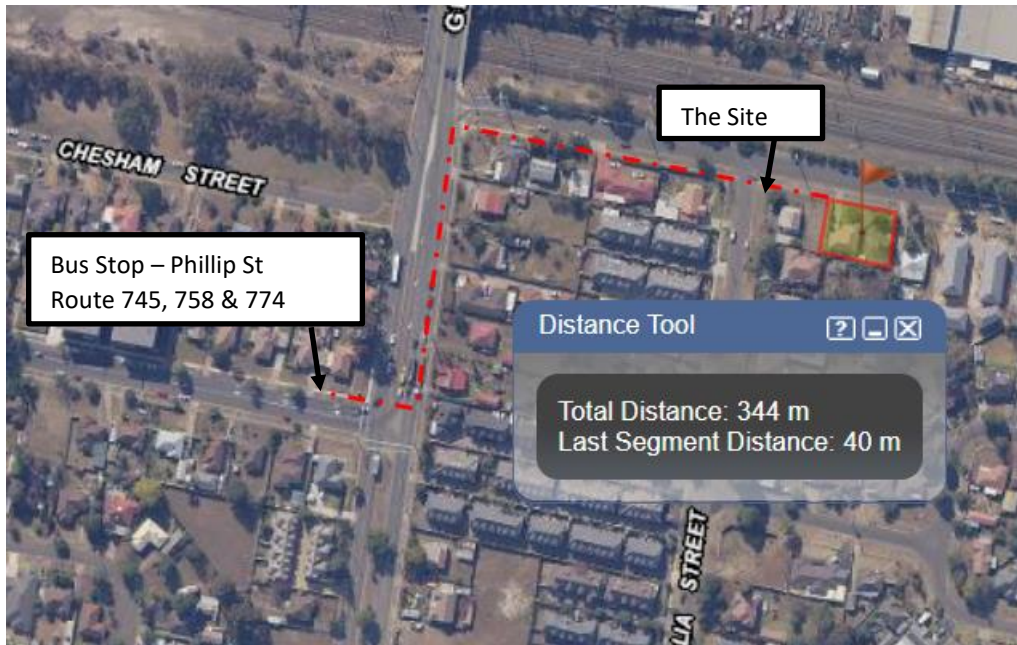 G
The Site
CHESHAM STREET
Bus Stop – Phillip St
Route 745, 758 & 774
Distance Tool
Total Distance: 344 m
Last Segment Distance: 40 m
LIA STREET